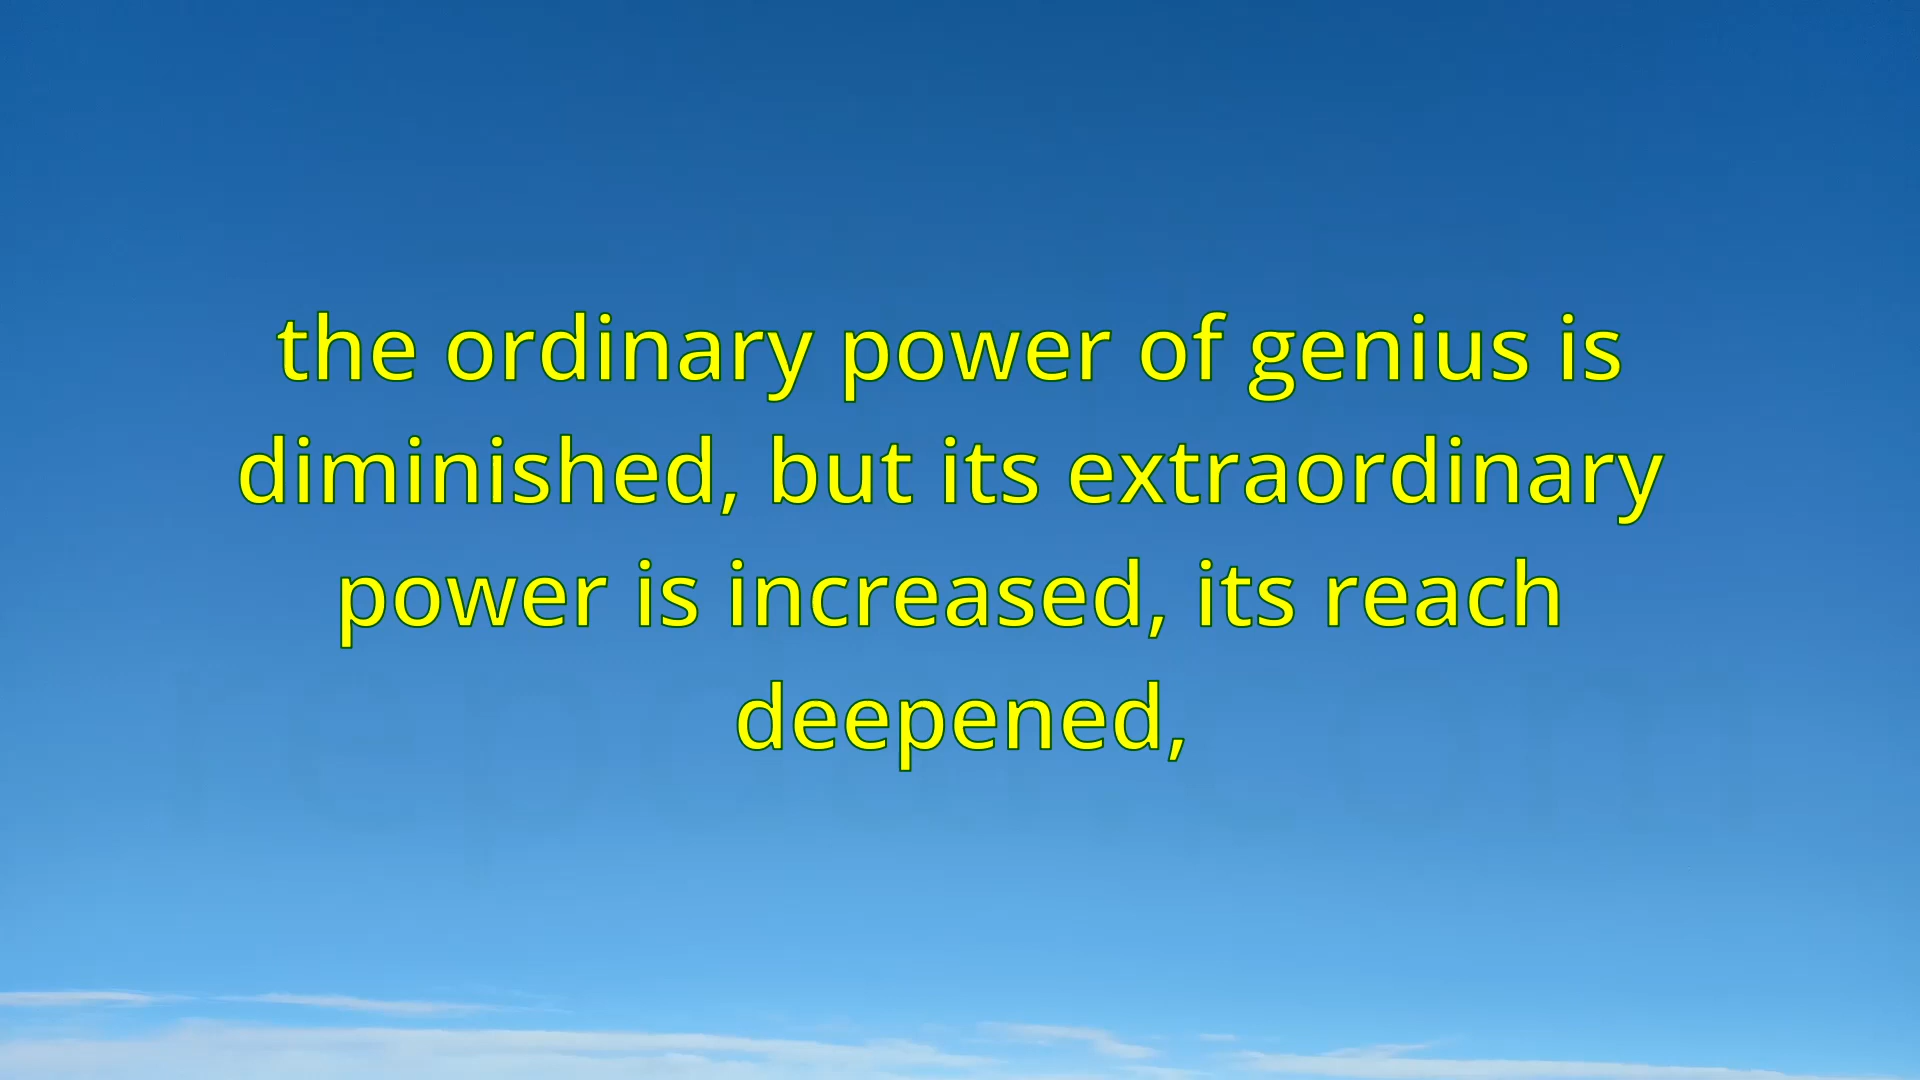 the ordinary power of genius is
diminished, but its extraordinary
power is increased, its reach
deepened,